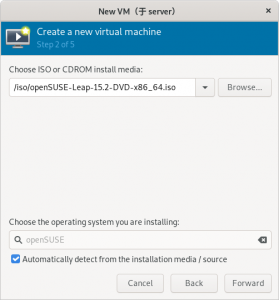 New VM（于 server）
Create a new virtual machine
Step 2 of 5
Choose ISO or CDROM install media:
/iso/openSUSE-Leap-15.2-DVD-x86_64.iso
Browse...
Choose the operating system you are installing:
openSUSE
Automatically detect from the installation media / source
Cancel
Back
Forward